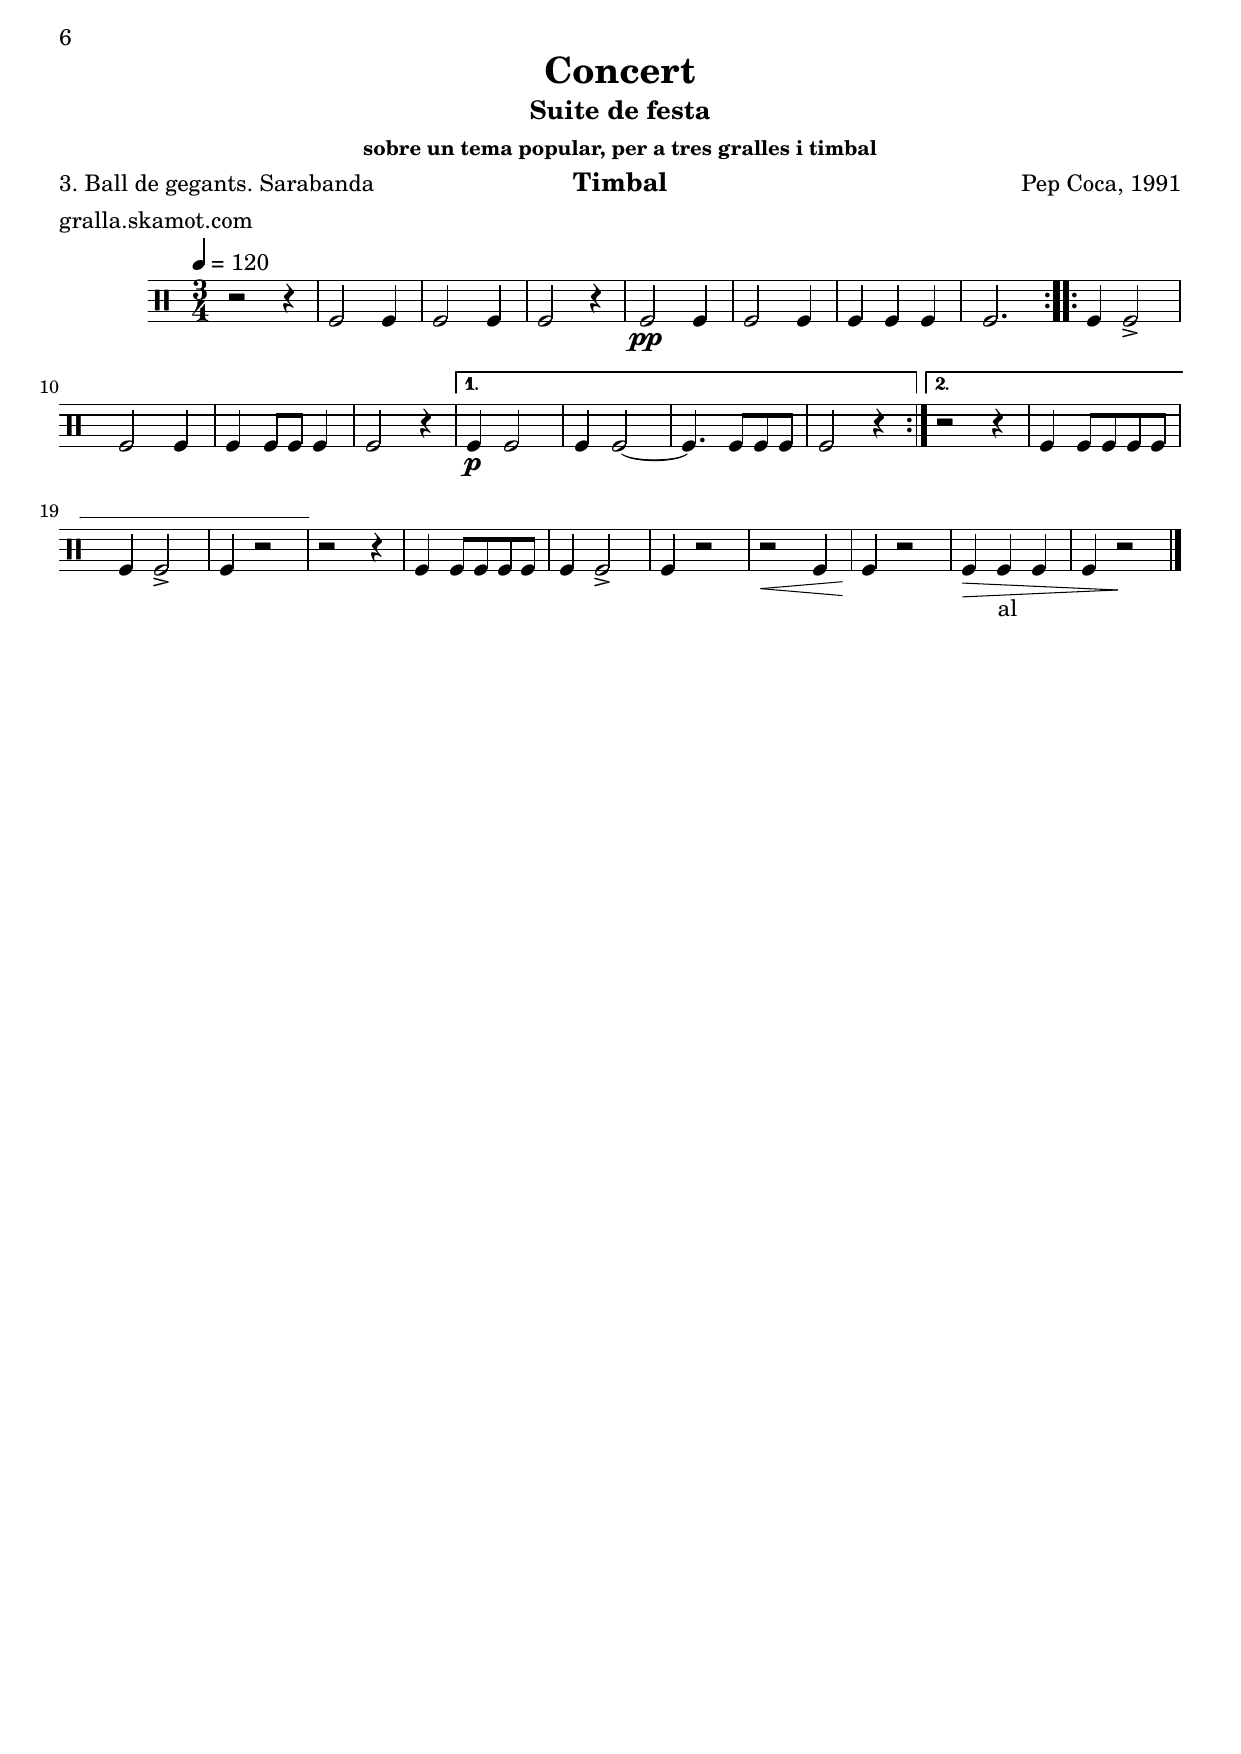 6
Concert
Suite de festa
sobre un tema popular, per a tres gralles i timbal
3. Ball de gegants. Sarabanda Timbal Pep Coca, 1991
gralla.skamot.com
= 120
3
4
pp
10
1. 2.
p
19
al